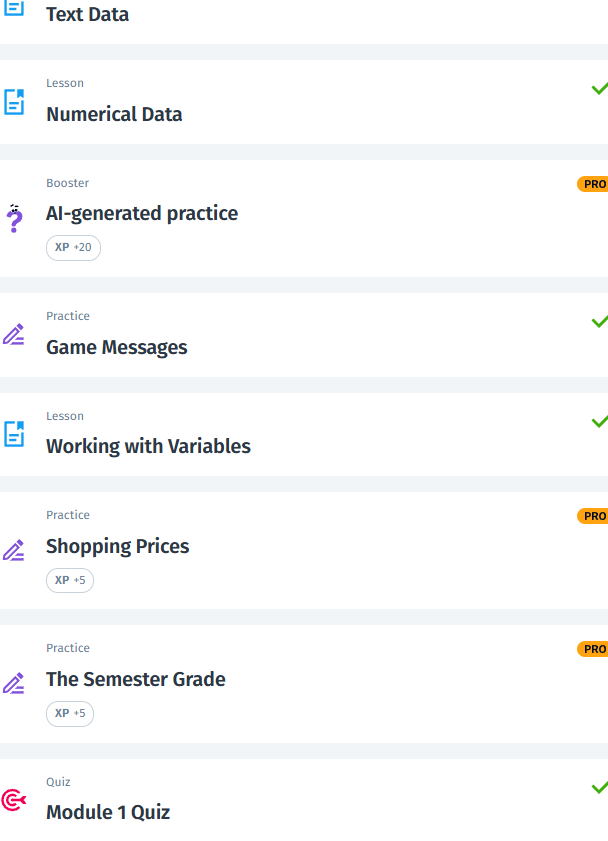 Text Data
Lesson
Numerical Data
Booster
PRO
AI-generated practice
XP +20
Practice
Game Messages
Lesson
Working with Variables
Practice
PRO
Shopping Prices
XP +5
Practice
PRO
The Semester Grade
XP +5
Quiz
Module 1 Quiz